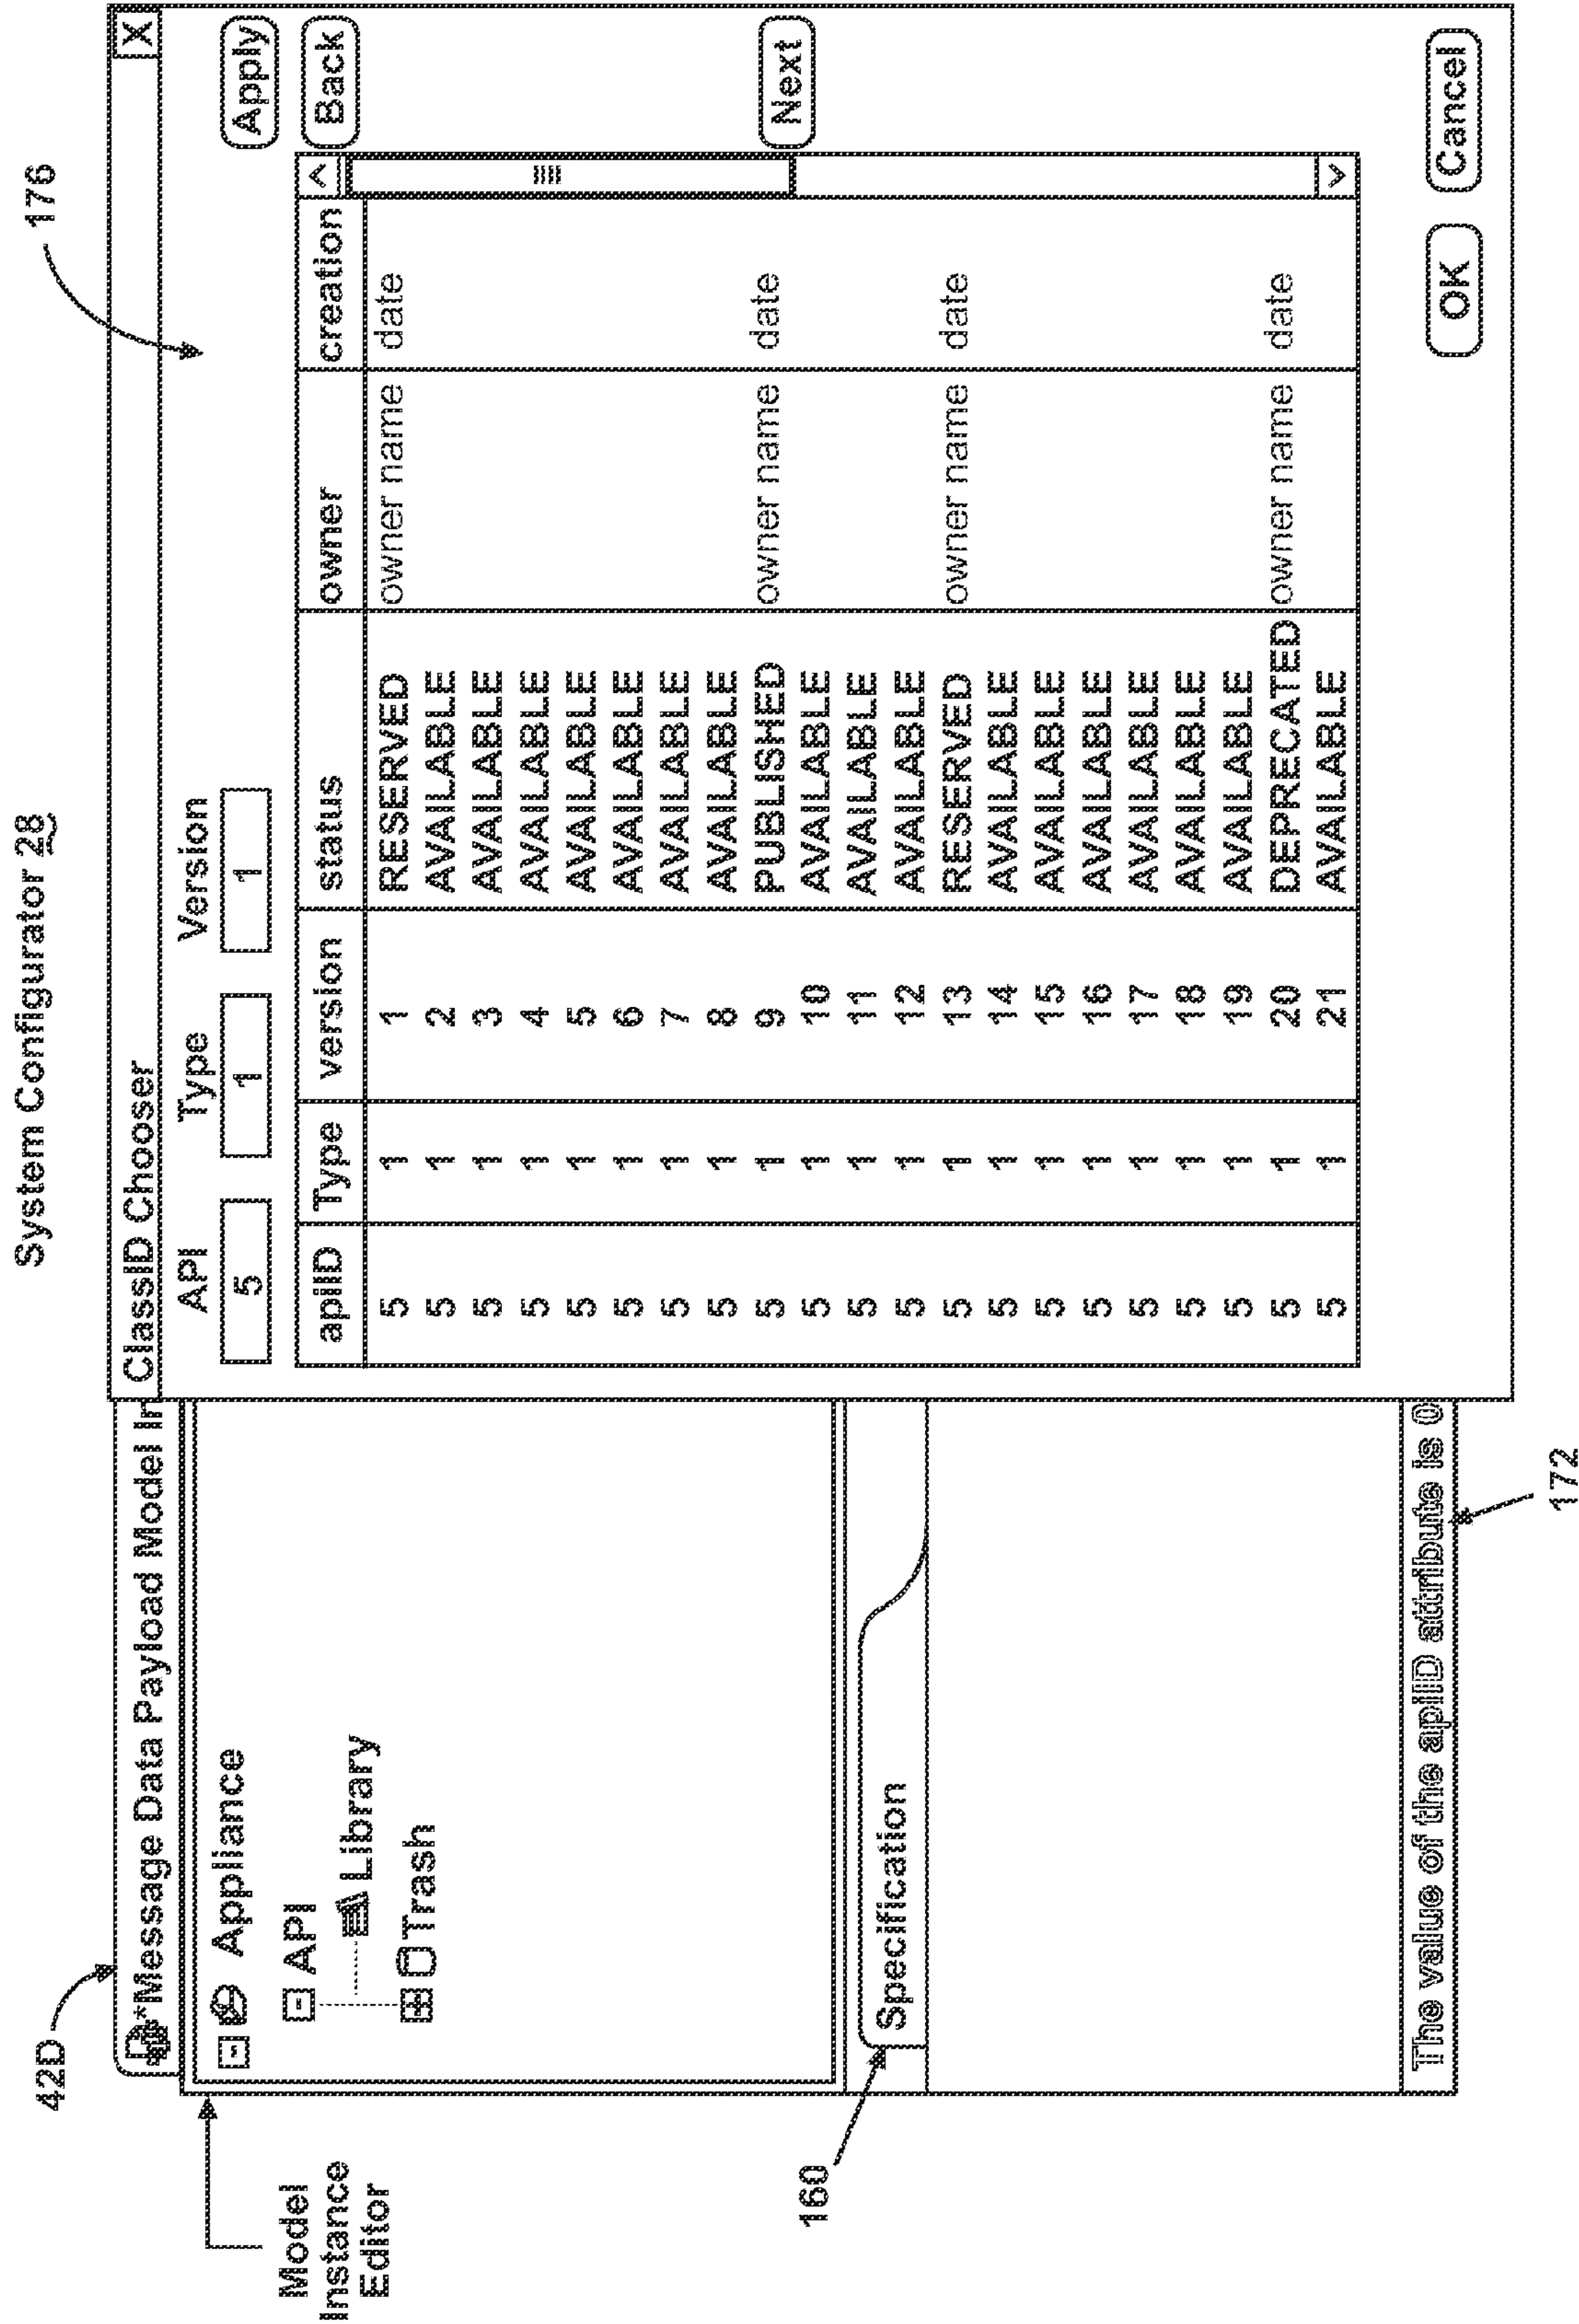 System Configurator 28
42D
176
Model
Instance
Editor
*Message Data Payload Model In
Appliance
API
Library
Trash
160
Specification
The value of the apiID attribute is 0
172
ClassID Chooser X
API Type Version
5 1 1 Apply
Back
apiID Type version status owner creation
5 1 1 RESERVED owner name date
5 1 2 AVAILABLE
5 1 3 AVAILABLE
5 1 4 AVAILABLE
5 1 5 AVAILABLE
5 1 6 AVAILABLE
5 1 7 AVAILABLE
5 1 8 AVAILABLE
5 1 9 PUBLISHED owner name date
Next
5 1 10 AVAILABLE
5 1 11 AVAILABLE
5 1 12 AVAILABLE
5 1 13 RESERVED owner name date
5 1 14 AVAILABLE
5 1 15 AVAILABLE
5 1 16 AVAILABLE
5 1 17 AVAILABLE
5 1 18 AVAILABLE
5 1 19 AVAILABLE
5 1 20 DEPRECATED owner name date
5 1 21 AVAILABLE
OK Cancel